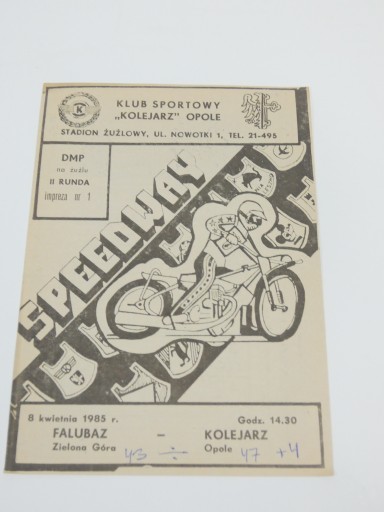 KLUB SPORTOWY
„KOLEJARZ" OPOLE
STADION ŻUŻLOWY, UL. NOWOTKI 1, TEL. 21-495
DMP
na żużlu
II RUNDA
impreza nr 1
SPEEDWAY
8 kwietnia 1985 r. Godz. 14.30
FALUBAZ – KOLEJARZ
Zielona Góra 43 ÷ Opole 47 +4